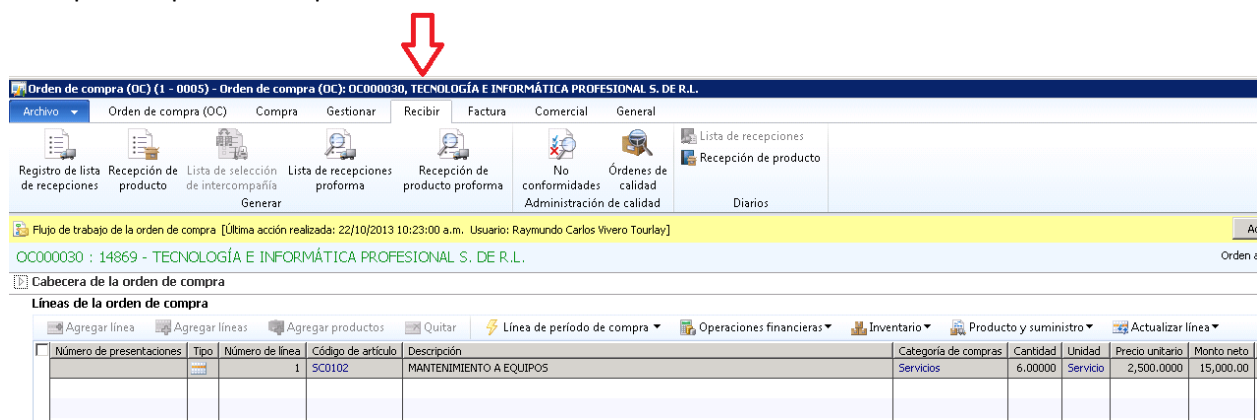 Orden de compra (OC) (1 - 0005) - Orden de compra (OC): OC000030, TECNOLOGÍA E INFORMÁTICA PROFESIONAL S. DE R.L.
Archivo Orden de compra (OC) Compra Gestionar Recibir Factura Comercial General
Registro de lista de recepciones
Recepción de producto
Lista de selección de intercompañía
Lista de recepciones proforma
Recepción de producto proforma
Generar
No conformidades
Órdenes de calidad
Administración de calidad
Lista de recepciones
Recepción de producto
Diarios
Flujo de trabajo de la orden de compra [Última acción realizada: 22/10/2013 10:23:00 a.m. Usuario: Raymundo Carlos Vivero Tourlay]
OC000030 : 14869 - TECNOLOGÍA E INFORMÁTICA PROFESIONAL S. DE R.L.
Orden
Cabecera de la orden de compra
Líneas de la orden de compra
Agregar línea Agregar líneas Agregar productos Quitar Línea de período de compra Operaciones financieras Inventario Producto y suministro Actualizar línea
Número de presentaciones Tipo Número de línea Código de artículo Descripción Categoría de compras Cantidad Unidad Precio unitario Monto neto
1 SC0102 MANTENIMIENTO A EQUIPOS Servicios 6.00000 Servicio 2,500.0000 15,000.00